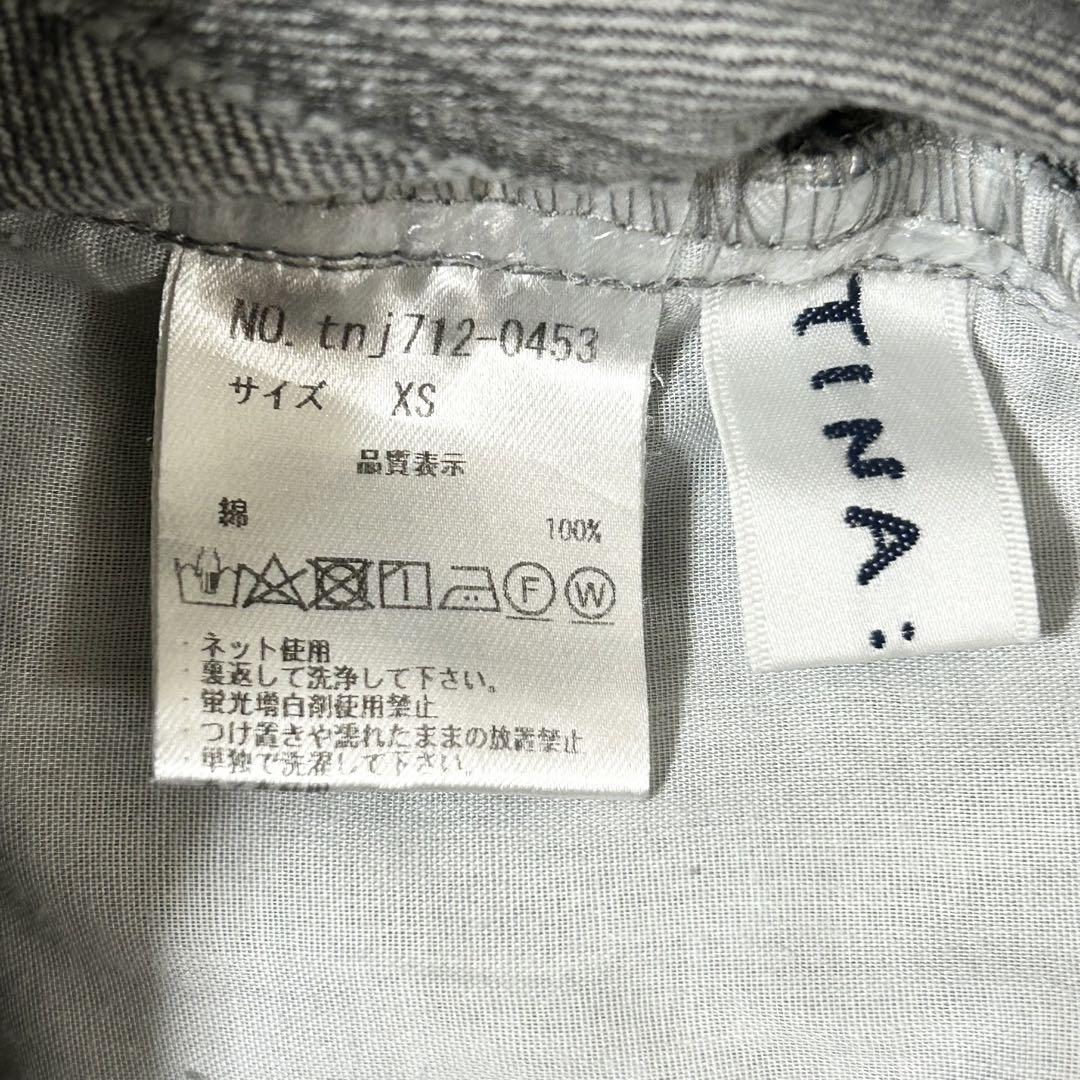 NO. tnj712-0453
サイズ XS
品質表示
綿 100%
F W
・ネット使用
・裏返して洗浄して下さい。
・蛍光増白剤使用禁止
・つけ置きや濡れたままの放置禁止
・単独で洗濯して下さい。
TINA: